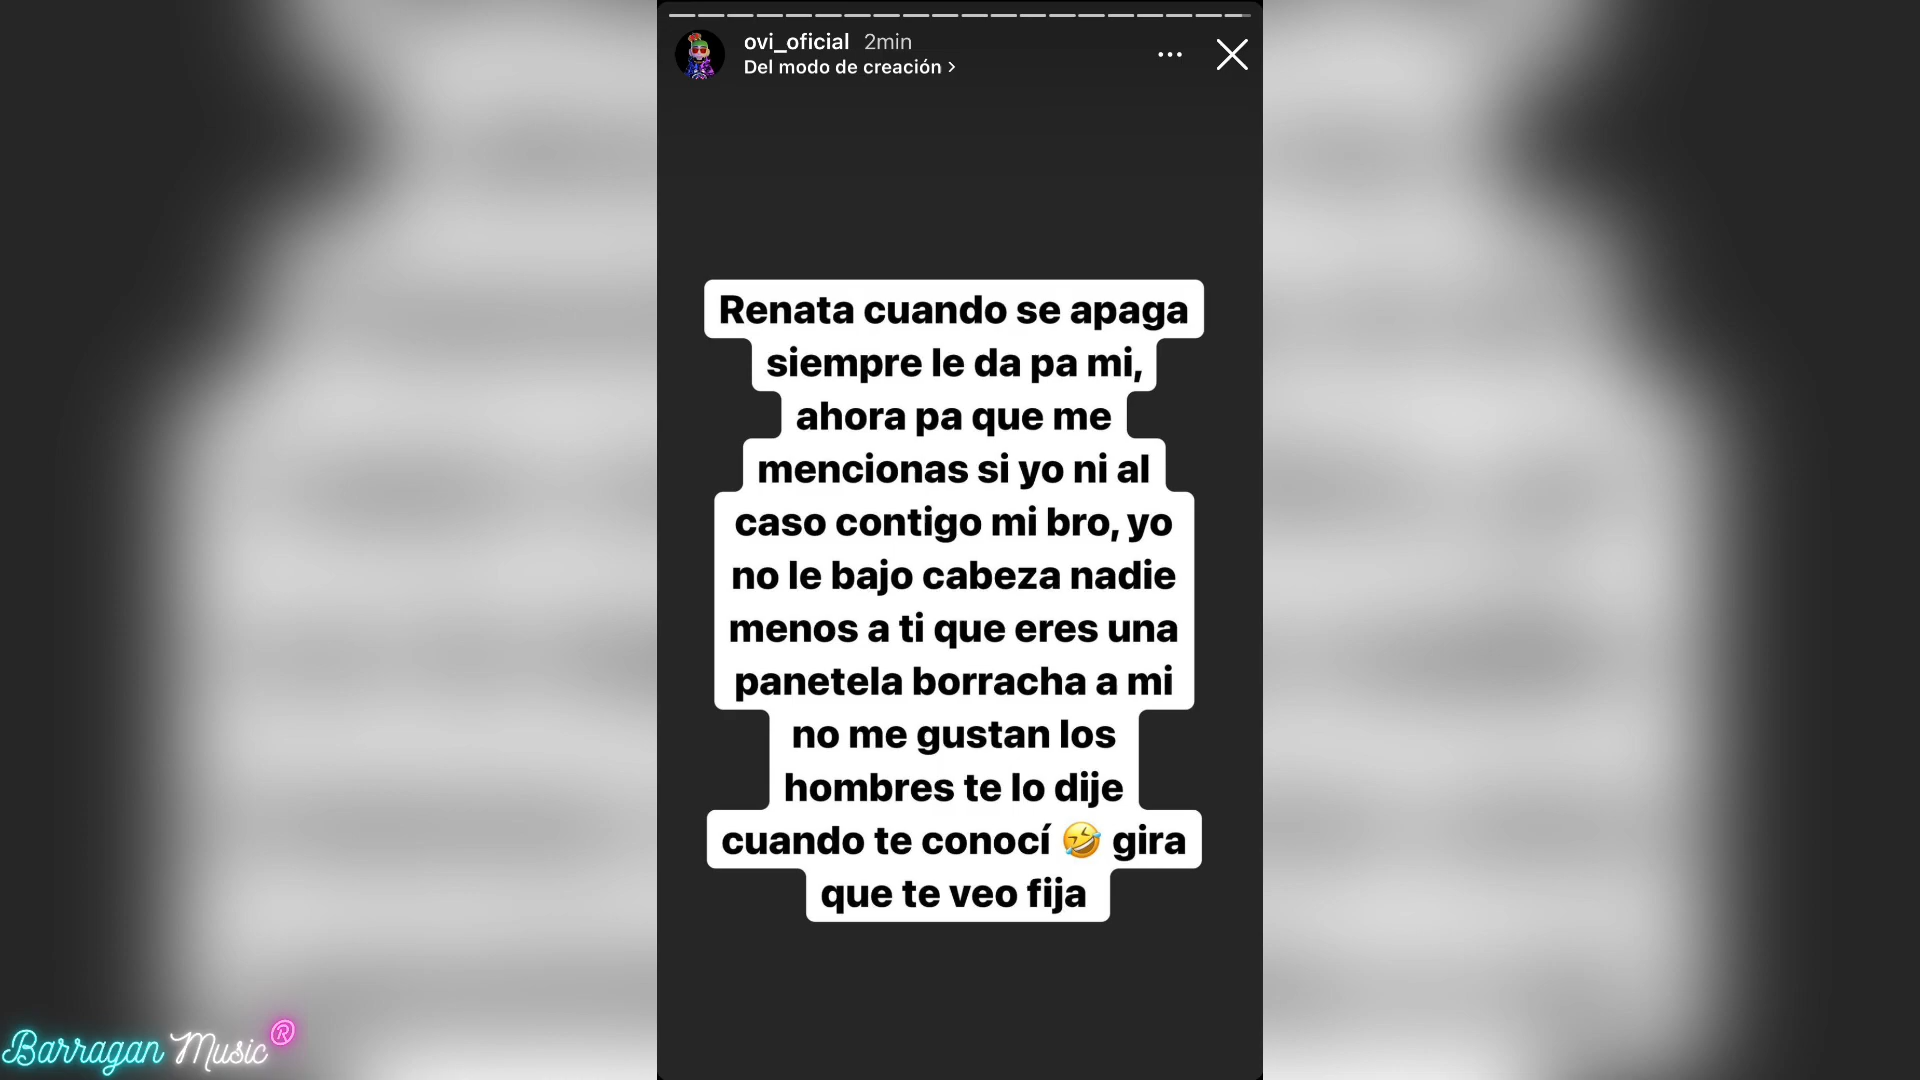 ovi_oficial 2min
Del modo de creación >
Renata cuando se apaga
siempre le da pa mi,
ahora pa que me
mencionas si yo ni al
caso contigo mi bro, yo
no le bajo cabeza nadie
menos a ti que eres una
panetela borracha a mi
no me gustan los
hombres te lo dije
cuando te conocí 🤣 gira
que te veo fija
Barragan Music®